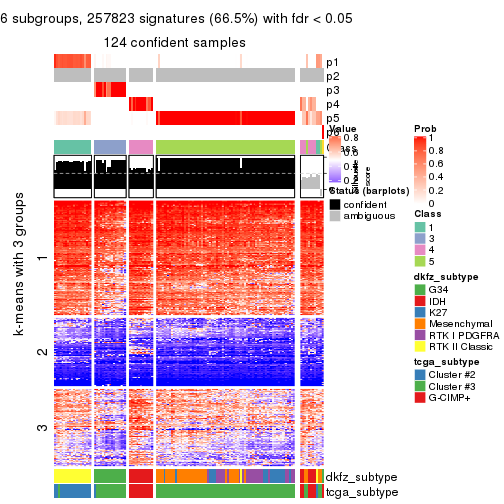 6 subgroups, 257823 signatures (66.5%) with fdr < 0.05
124 confident samples
p1
p2
p3
p4
p5
k-means with 3 groups
1
2
3
Value
0.8
Status (barplots)
confident
ambiguous
Prob
1
0.8
0.6
0.4
0.2
0
Class
1
3
4
5
dkfz_subtype
G34
IDH
K27
Mesenchymal
RTK I PDGFRA
RTK II Classic
tcga_subtype
Cluster #2
Cluster #3
G-CIMP+
dkfz_subtype
tcga_subtype